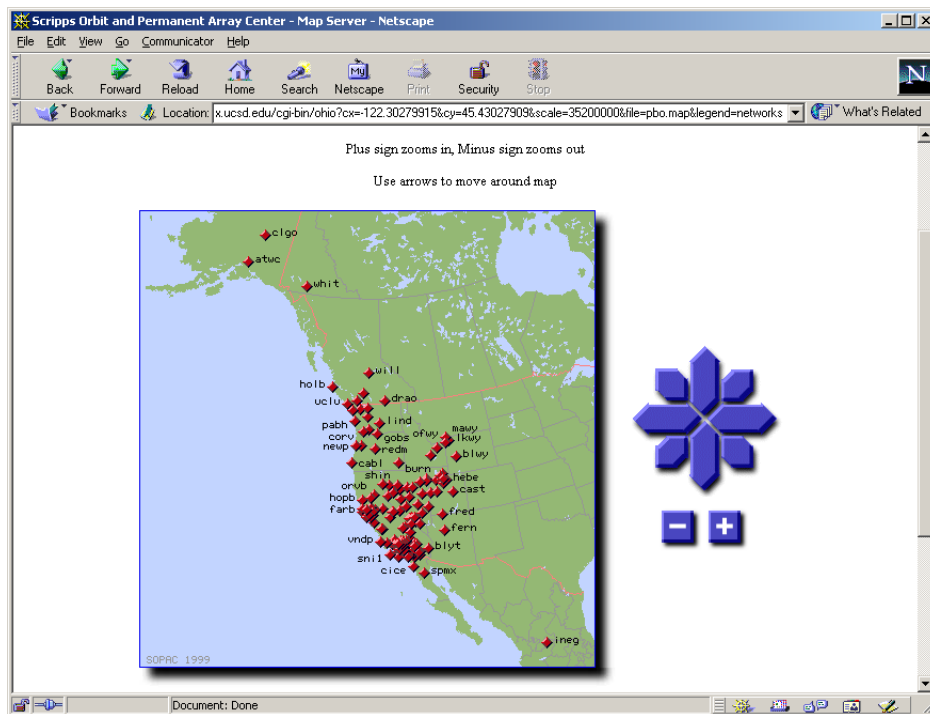 Scripps Orbit and Permanent Array Center - Map Server - Netscape
File Edit View Go Communicator Help
My
N
Back Forward Reload Home Search Netscape Print Security Stop
Bookmarks Location: x.ucsd.edu/cgi-bin/ohio?cx=-122.30279915&cy=45.43027909&scale=35200000&file=pbo.map&legend=networks What's Related
Plus sign zooms in, Minus sign zooms out
Use arrows to move around map
clgo
atwc
whit
will
holb
drao
uclu
pabh lind
corv gobs ofwy mawy
newp redm lkwy
cabl burn blwy
shin hebe
orvb cast
hopb
farb fred
fern
vndp blyt
sni1
cice spmx
ineg
SOPAC 1999
Document: Done